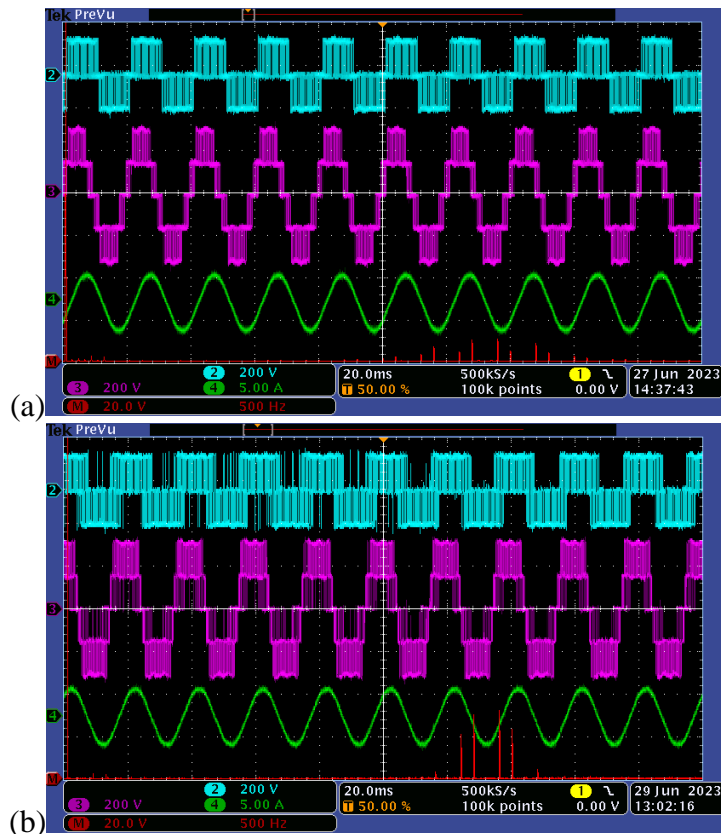 Tek PreVu
2
3
4
M
2 200 V
3 200 V 4 5.00 A
M 20.0 V 500 Hz
20.0ms 500kS/s 1 0.00 V
T 50.00 % 100k points
27 Jun 2023
14:37:43
(a)
Tek PreVu
2
3
4
M
2 200 V
3 200 V 4 5.00 A
M 20.0 V 500 Hz
20.0ms 500kS/s 1 0.00 V
T 50.00 % 100k points
29 Jun 2023
13:02:16
(b)